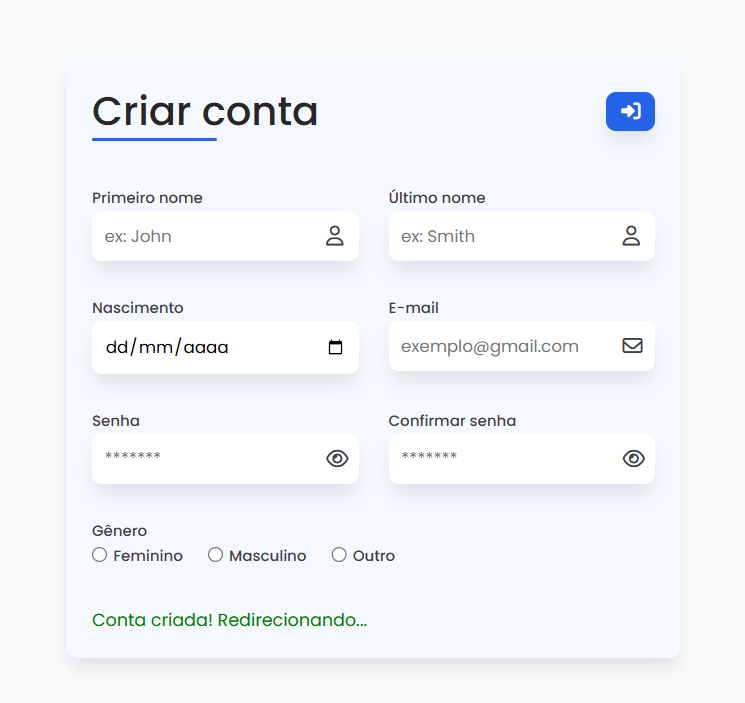 Criar conta
Primeiro nome
Último nome
ex: John
ex: Smith
Nascimento
E-mail
dd/mm/aaaa
exemplo@gmail.com
Senha
Confirmar senha
*******
*******
Gênero
Feminino
Masculino
Outro
Conta criada! Redirecionando...